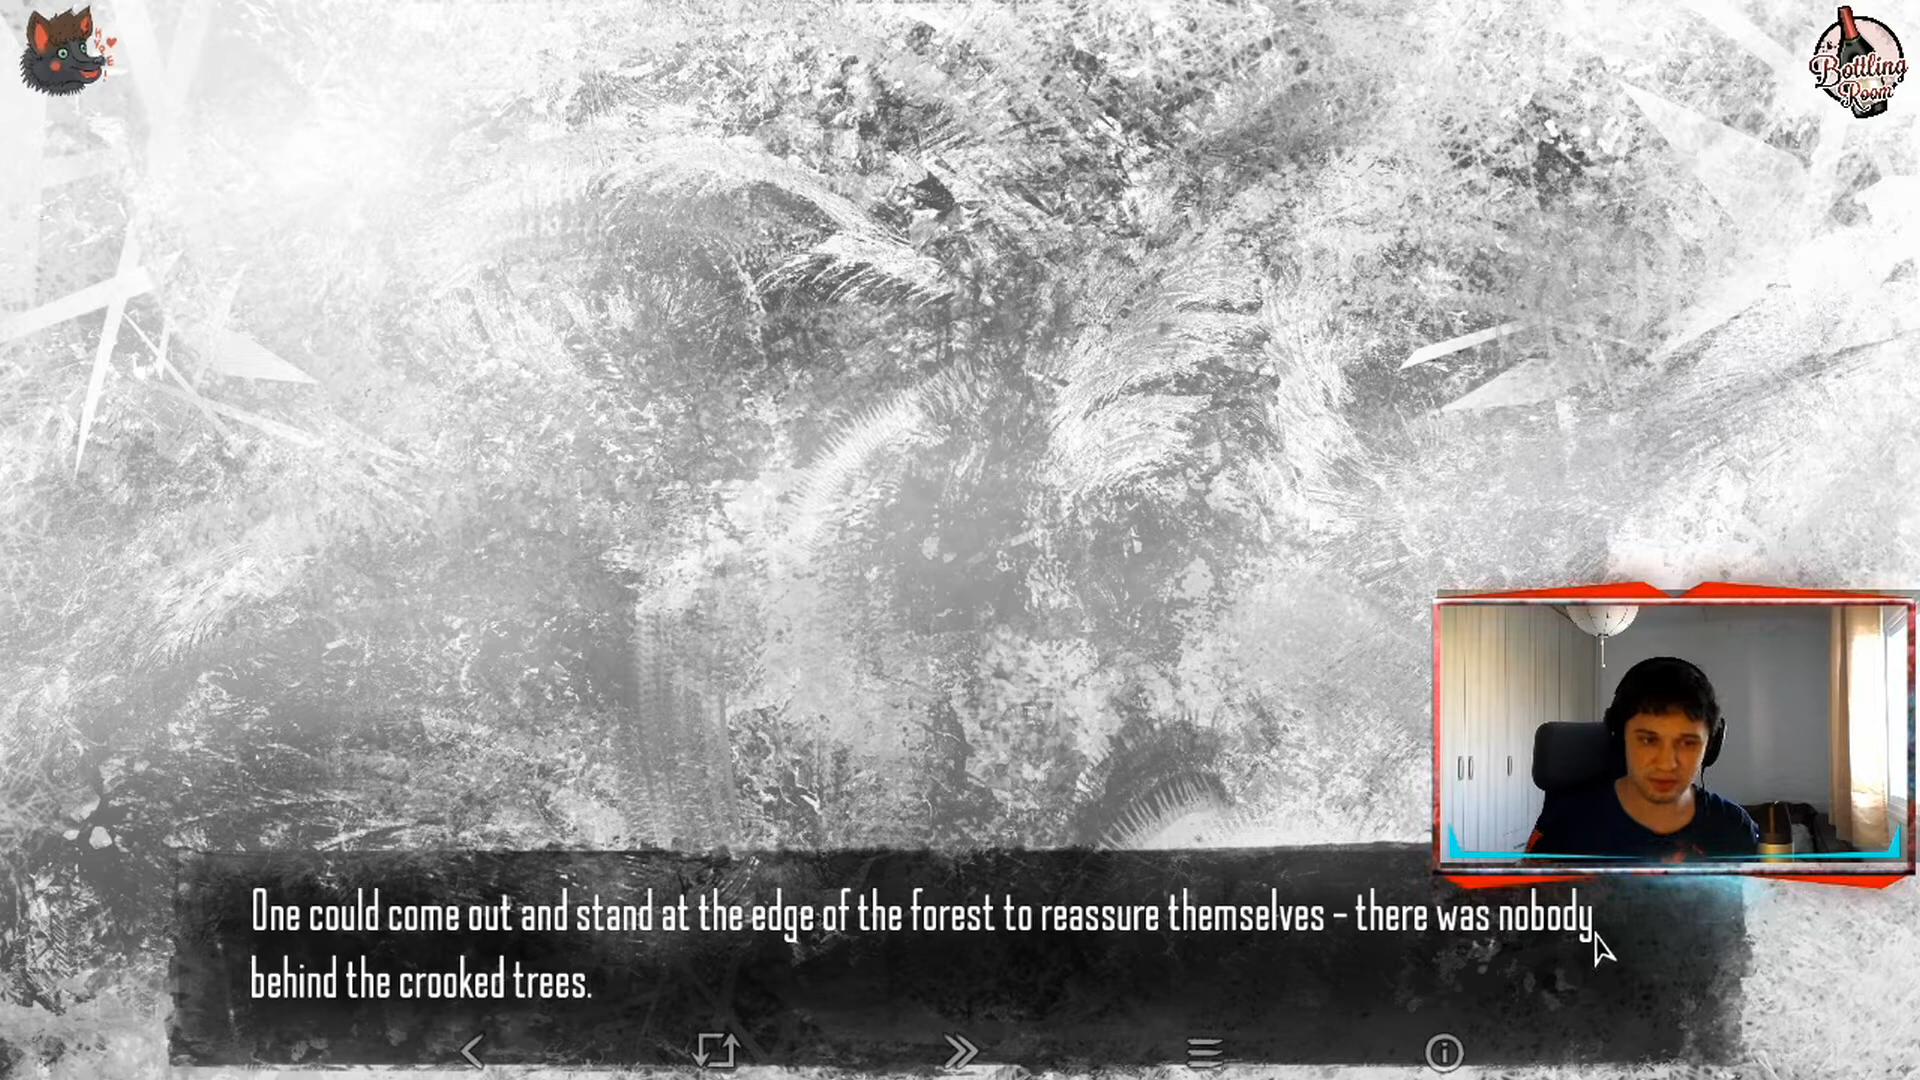 HYPE!
Bottling
Room
One could come out and stand at the edge of the forest to reassure themselves – there was nobody
behind the crooked trees.